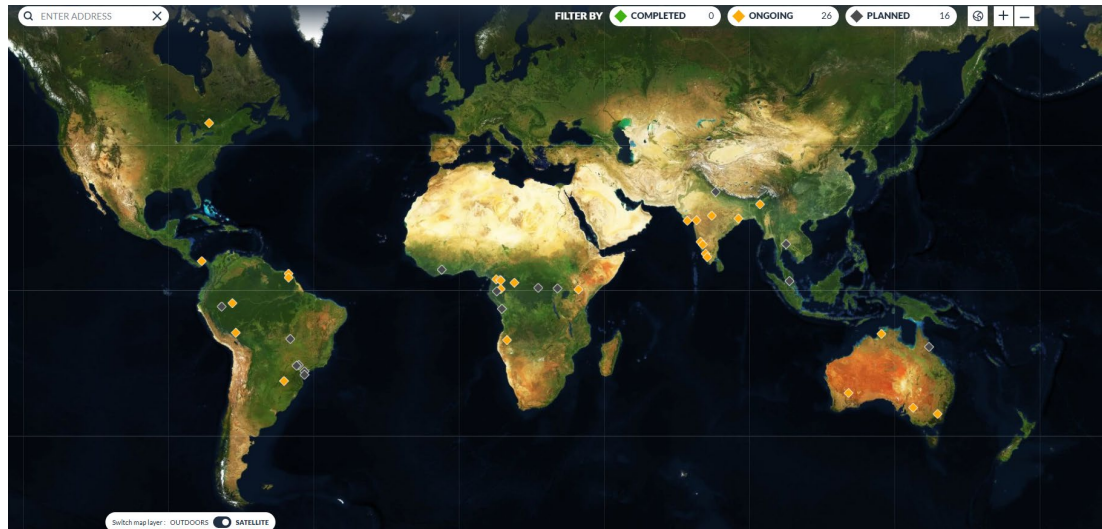 ENTER ADDRESS
FILTER BY COMPLETED 0 ONGOING 26 PLANNED 16
Switch map layer : OUTDOORS SATELLITE